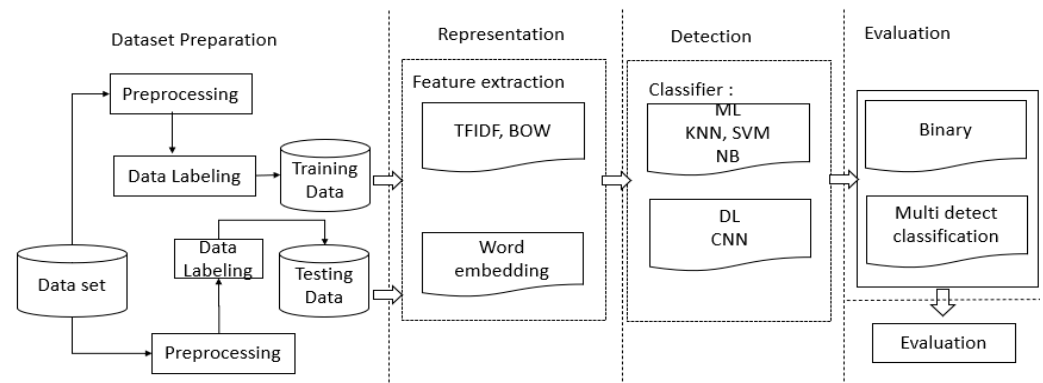 Dataset Preparation
Preprocessing
Data Labeling
Training
Data
Data
Labeling
Testing
Data
Data set
Preprocessing
Representation
Feature extraction
TFIDF, BOW
Word
embedding
Detection
Classifier :
ML
KNN, SVM
NB
DL
CNN
Evaluation
Binary
Multi detect
classification
Evaluation